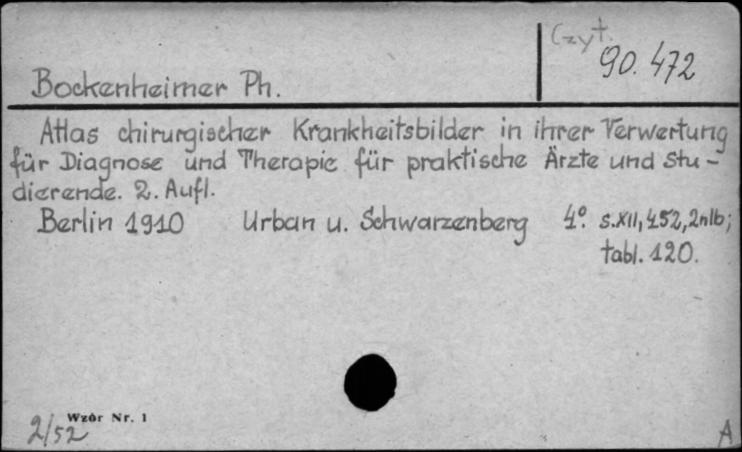 Czyt.
90.472
Bockenheimer Ph.
Atlas chirurgischer Krankheitsbilder in ihrer Verwertung
für Diagnose und Therapie für praktische Ärzte und Stu-
dierende. 2. Aufl.
Berlin 1910 Urban u. Schwarzenberg 4º. s.XII, 452, 2nlb;
tabl. 120.
Wzór Nr. 1
2/52
A